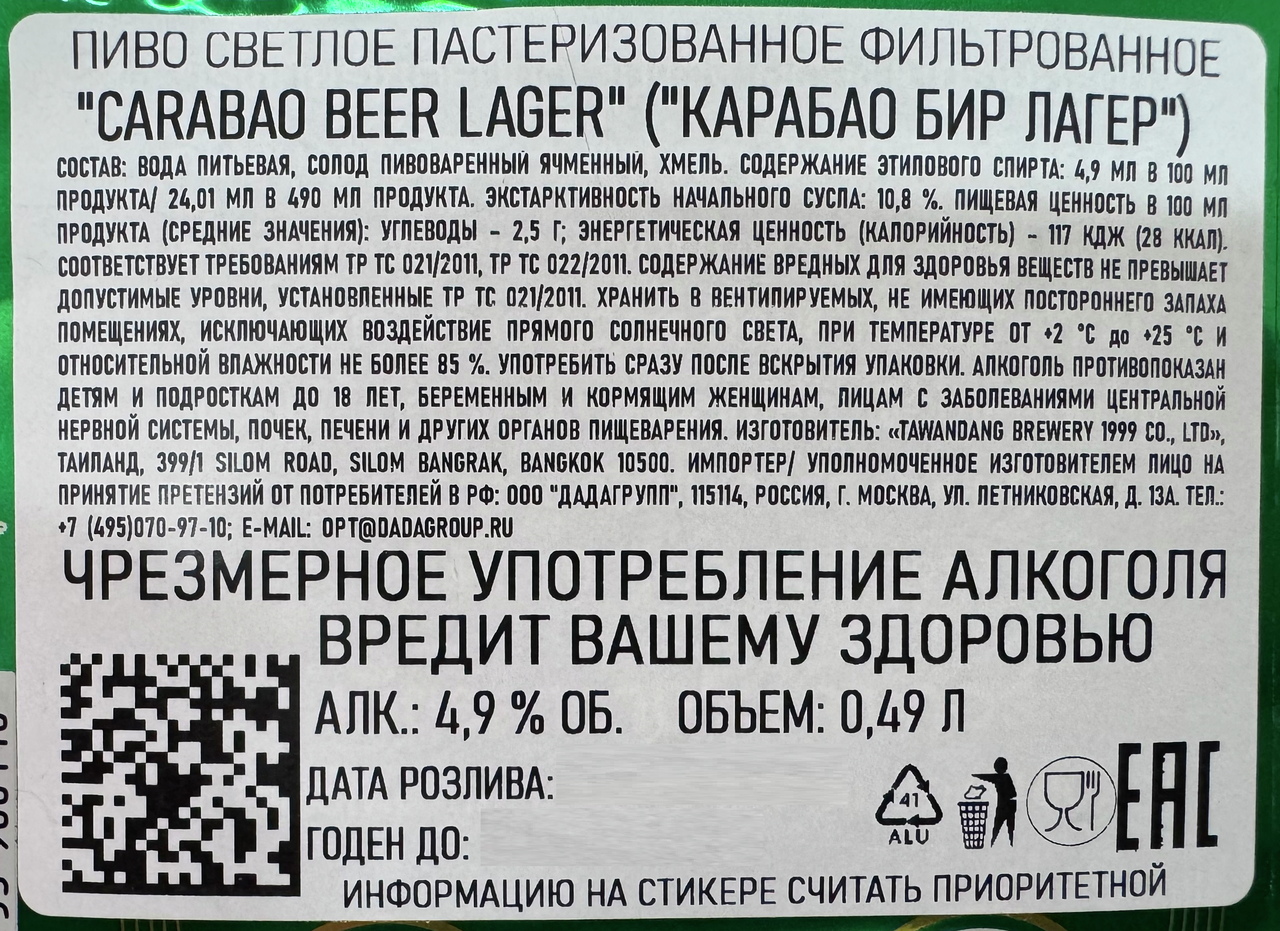 ПИВО СВЕТЛОЕ ПАСТЕРИЗОВАННОЕ ФИЛЬТРОВАННОЕ
"CARABAO BEER LAGER" ("КАРАБАО БИР ЛАГЕР")
СОСТАВ: ВОДА ПИТЬЕВАЯ, СОЛОД ПИВОВАРЕННЫЙ ЯЧМЕННЫЙ, ХМЕЛЬ. СОДЕРЖАНИЕ ЭТИЛОВОГО СПИРТА: 4,9 МЛ В 100 МЛ
ПРОДУКТА/ 24,01 МЛ В 490 МЛ ПРОДУКТА. ЭКСТАРКТИВНОСТЬ НАЧАЛЬНОГО СУСЛА: 10,8 %. ПИЩЕВАЯ ЦЕННОСТЬ В 100 МЛ
ПРОДУКТА (СРЕДНИЕ ЗНАЧЕНИЯ): УГЛЕВОДЫ – 2,5 Г; ЭНЕРГЕТИЧЕСКАЯ ЦЕННОСТЬ (КАЛОРИЙНОСТЬ) – 117 КДЖ (28 ККАЛ).
СООТВЕТСТВУЕТ ТРЕБОВАНИЯМ ТР ТС 021/2011, ТР ТС 022/2011. СОДЕРЖАНИЕ ВРЕДНЫХ ДЛЯ ЗДОРОВЬЯ ВЕЩЕСТВ НЕ ПРЕВЫШАЕТ
ДОПУСТИМЫЕ УРОВНИ, УСТАНОВЛЕННЫЕ ТР ТС 021/2011. ХРАНИТЬ В ВЕНТИПИРУЕМЫХ, НЕ ИМЕЮЩИХ ПОСТОРОННЕГО ЗАПАХА
ПОМЕЩЕНИЯХ, ИСКЛЮЧАЮЩИХ ВОЗДЕЙСТВИЕ ПРЯМОГО СОЛНЕЧНОГО СВЕТА, ПРИ ТЕМПЕРАТУРЕ ОТ +2 °С до +25 °С И
ОТНОСИТЕЛЬНОЙ ВЛАЖНОСТИ НЕ БОЛЕЕ 85 %. УПОТРЕБИТЬ СРАЗУ ПОСЛЕ ВСКРЫТИЯ УПАКОВКИ. АЛКОГОЛЬ ПРОТИВОПОКАЗАН
ДЕТЯМ И ПОДРОСТКАМ ДО 18 ЛЕТ, БЕРЕМЕННЫМ И КОРМЯЩИМ ЖЕНЩИНАМ, ЛИЦАМ С ЗАБОЛЕВАНИЯМИ ЦЕНТРАЛЬНОЙ
НЕРВНОЙ СИСТЕМЫ, ПОЧЕК, ПЕЧЕНИ И ДРУГИХ ОРГАНОВ ПИЩЕВАРЕНИЯ. ИЗГОТОВИТЕЛЬ: «TAWANDANG BREWERY 1999 CO., LTD»,
ТАИЛАНД, 399/1 SILOM ROAD, SILOM BANGRAK, BANGKOK 10500. ИМПОРТЕР/ УПОЛНОМОЧЕННОЕ ИЗГОТОВИТЕЛЕМ ЛИЦО НА
ПРИНЯТИЕ ПРЕТЕНЗИЙ ОТ ПОТРЕБИТЕЛЕЙ В РФ: ООО "ДАДАГРУПП", 115114, РОССИЯ, Г. МОСКВА, УЛ. ЛЕТНИКОВСКАЯ, Д. 13А. ТЕЛ.:
+7 (495)070-97-10; E-MAIL: OPT@DADAGROUP.RU
ЧРЕЗМЕРНОЕ УПОТРЕБЛЕНИЕ АЛКОГОЛЯ
ВРЕДИТ ВАШЕМУ ЗДОРОВЬЮ
АЛК.: 4,9 % ОБ. ОБЪЕМ: 0,49 Л
ДАТА РОЗЛИВА:
ГОДЕН ДО:
41
ALU
EAC
ИНФОРМАЦИЮ НА СТИКЕРЕ СЧИТАТЬ ПРИОРИТЕТНОЙ